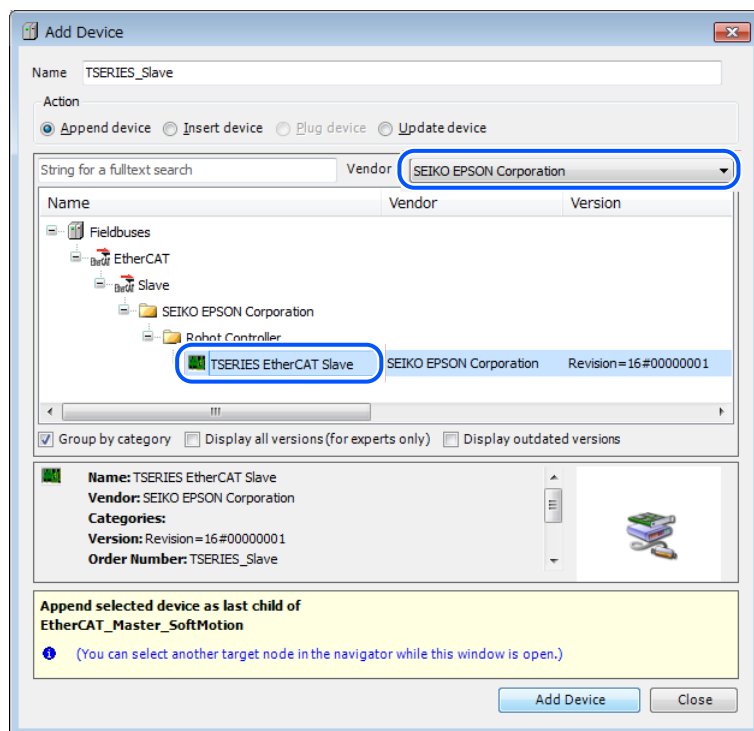 Add Device
Name TSERIES_Slave
Action
Append device Insert device Plug device Update device
String for a fulltext search Vendor SEIKO EPSON Corporation
Name Vendor Version
Fieldbuses
EtherCAT
Slave
SEIKO EPSON Corporation
Robot Controller
TSERIES EtherCAT Slave SEIKO EPSON Corporation Revision=16#00000001
Group by category Display all versions (for experts only) Display outdated versions
Name: TSERIES EtherCAT Slave
Vendor: SEIKO EPSON Corporation
Categories:
Version: Revision=16#00000001
Order Number: TSERIES_Slave
Append selected device as last child of
EtherCAT_Master_SoftMotion
(You can select another target node in the navigator while this window is open.)
Add Device Close